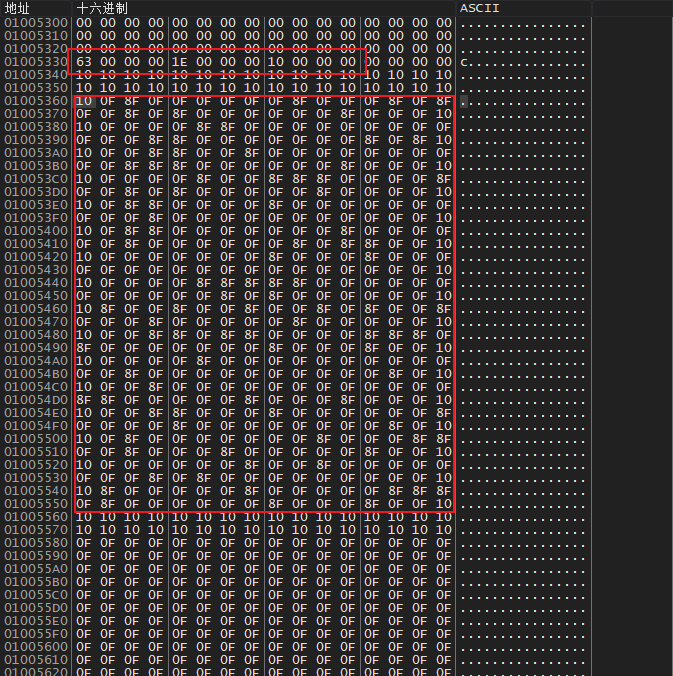 地址 十六进制 ASCII
01005300 00 00 00 00 00 00 00 00 00 00 00 00 00 00 00 00 ................
01005310 00 00 00 00 00 00 00 00 00 00 00 00 00 00 00 00 ................
01005320 00 00 00 00 00 00 00 00 00 00 00 00 00 00 00 00 ................
01005330 63 00 00 00 1E 00 00 00 10 00 00 00 00 00 00 00 c...............
01005340 10 10 10 10 10 10 10 10 10 10 10 10 10 10 10 10 ................
01005350 10 10 10 10 10 10 10 10 10 10 10 10 10 10 10 10 ................
01005360 10 0F 8F 0F 0F 0F 0F 0F 0F 8F 0F 0F 0F 8F 0F 8F ................
01005370 0F 0F 8F 0F 8F 0F 0F 0F 0F 0F 0F 8F 0F 0F 0F 10 ................
01005380 10 0F 0F 0F 0F 8F 8F 0F 0F 0F 0F 0F 0F 0F 0F 0F ................
01005390 0F 0F 0F 8F 0F 0F 0F 0F 0F 0F 0F 0F 8F 0F 8F 10 ................
010053A0 10 0F 0F 8F 8F 0F 8F 0F 0F 0F 0F 0F 0F 0F 0F 0F ................
010053B0 0F 0F 0F 8F 8F 0F 0F 0F 8F 0F 8F 0F 0F 0F 0F 10 ................
010053C0 10 0F 0F 0F 0F 8F 0F 8F 8F 0F 8F 0F 0F 0F 0F 8F ................
010053D0 0F 0F 8F 0F 8F 0F 0F 0F 0F 0F 8F 0F 0F 0F 0F 10 ................
010053E0 10 0F 8F 8F 0F 0F 0F 0F 8F 0F 0F 0F 0F 0F 0F 0F ................
010053F0 0F 0F 0F 8F 0F 0F 0F 0F 0F 0F 0F 0F 0F 0F 0F 10 ................
01005400 10 0F 8F 8F 0F 0F 0F 0F 0F 0F 0F 8F 0F 0F 0F 0F ................
01005410 0F 0F 0F 8F 0F 0F 0F 0F 8F 0F 0F 8F 8F 0F 0F 10 ................
01005420 10 0F 0F 0F 0F 0F 0F 0F 8F 0F 0F 0F 8F 0F 0F 0F ................
01005430 0F 0F 0F 0F 0F 0F 0F 0F 0F 0F 0F 0F 0F 0F 0F 10 ................
01005440 10 0F 0F 0F 0F 8F 8F 8F 8F 0F 0F 0F 0F 0F 0F 0F ................
01005450 0F 0F 0F 0F 8F 0F 0F 0F 8F 0F 0F 8F 0F 0F 0F 10 ................
01005460 10 8F 0F 8F 0F 8F 0F 8F 0F 0F 8F 0F 8F 8F 0F 8F ................
01005470 0F 0F 0F 8F 0F 0F 0F 0F 8F 0F 8F 0F 0F 0F 0F 10 ................
01005480 10 0F 0F 8F 8F 8F 8F 0F 8F 0F 0F 0F 8F 8F 8F 0F ................
01005490 8F 0F 0F 0F 0F 0F 0F 8F 0F 8F 0F 8F 0F 8F 0F 10 ................
010054A0 10 0F 0F 0F 0F 8F 0F 0F 0F 8F 0F 0F 0F 0F 0F 0F ................
010054B0 0F 0F 8F 0F 0F 0F 8F 0F 0F 0F 0F 0F 8F 0F 0F 10 ................
010054C0 10 0F 0F 0F 0F 0F 0F 0F 0F 0F 0F 0F 0F 0F 0F 0F ................
010054D0 8F 8F 0F 0F 0F 0F 0F 8F 0F 0F 0F 8F 0F 0F 0F 10 ................
010054E0 10 0F 0F 8F 8F 0F 0F 0F 8F 0F 0F 0F 0F 0F 0F 8F ................
010054F0 0F 0F 0F 8F 0F 0F 0F 0F 0F 0F 0F 0F 8F 0F 0F 10 ................
01005500 10 0F 8F 0F 0F 0F 0F 0F 0F 0F 8F 0F 0F 0F 8F 8F ................
01005510 0F 0F 8F 0F 0F 0F 0F 0F 8F 0F 0F 0F 8F 0F 0F 10 ................
01005520 10 0F 0F 0F 0F 0F 0F 8F 0F 0F 8F 0F 0F 0F 0F 0F ................
01005530 0F 0F 0F 8F 0F 8F 0F 0F 0F 0F 0F 0F 0F 0F 0F 10 ................
01005540 10 8F 0F 8F 8F 0F 0F 8F 0F 0F 0F 0F 8F 8F 8F 8F ................
01005550 0F 8F 0F 0F 0F 0F 0F 0F 0F 0F 8F 0F 0F 0F 0F 10 ................
01005560 10 10 10 10 10 10 10 10 10 10 10 10 10 10 10 10 ................
01005570 10 10 10 10 10 10 10 10 10 10 10 10 10 10 10 10 ................
01005580 0F 0F 0F 0F 0F 0F 0F 0F 0F 0F 0F 0F 0F 0F 0F 0F ................
01005590 0F 0F 0F 0F 0F 0F 0F 0F 0F 0F 0F 0F 0F 0F 0F 0F ................
010055A0 0F 0F 0F 0F 0F 0F 0F 0F 0F 0F 0F 0F 0F 0F 0F 0F ................
010055B0 0F 0F 0F 0F 0F 0F 0F 0F 0F 0F 0F 0F 0F 0F 0F 0F ................
010055C0 0F 0F 0F 0F 0F 0F 0F 0F 0F 0F 0F 0F 0F 0F 0F 0F ................
010055D0 0F 0F 0F 0F 0F 0F 0F 0F 0F 0F 0F 0F 0F 0F 0F 0F ................
010055E0 0F 0F 0F 0F 0F 0F 0F 0F 0F 0F 0F 0F 0F 0F 0F 0F ................
010055F0 0F 0F 0F 0F 0F 0F 0F 0F 0F 0F 0F 0F 0F 0F 0F 0F ................
01005600 0F 0F 0F 0F 0F 0F 0F 0F 0F 0F 0F 0F 0F 0F 0F 0F ................
01005610 0F 0F 0F 0F 0F 0F 0F 0F 0F 0F 0F 0F 0F 0F 0F 0F ................
01005620 0F 0F 0F 0F 0F 0F 0F 0F 0F 0F 0F 0F 0F 0F 0F 0F ................